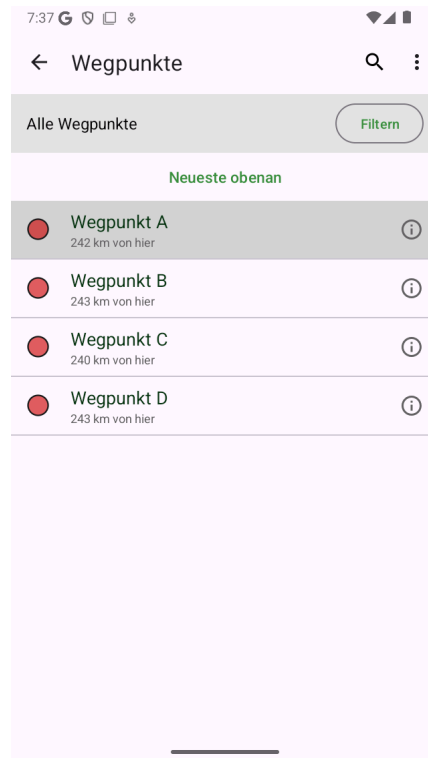 7:37
Wegpunkte
Alle Wegpunkte
Filtern
Neueste obenan
Wegpunkt A
242 km von hier
Wegpunkt B
243 km von hier
Wegpunkt C
240 km von hier
Wegpunkt D
243 km von hier